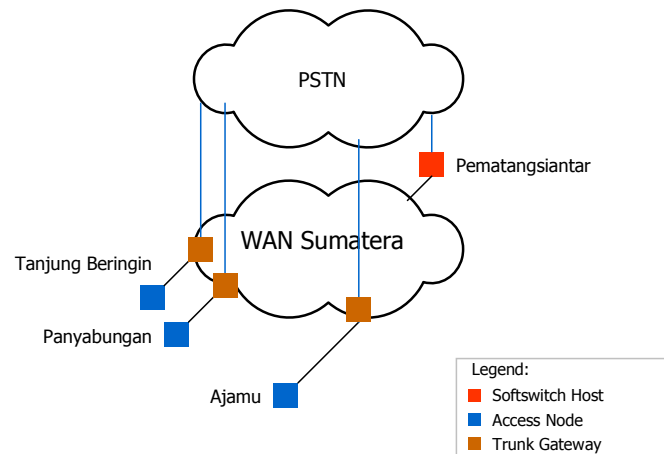 PSTN
Pematangsiantar
WAN Sumatera
Tanjung Beringin
Panyabungan
Ajamu
Legend:
Softswitch Host
Access Node
Trunk Gateway